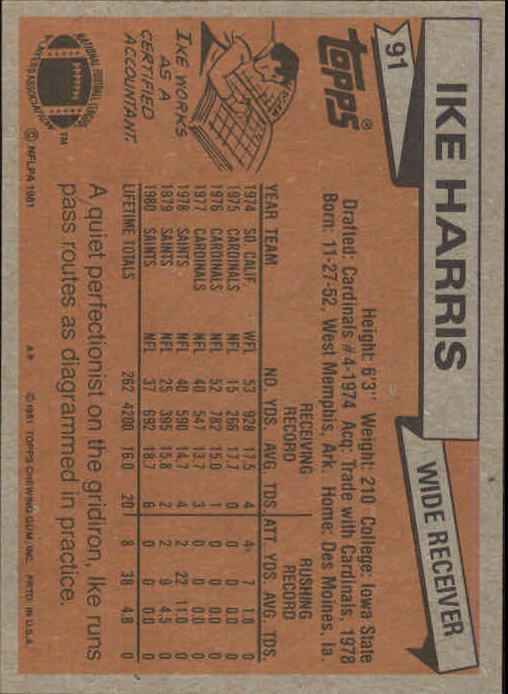 91
IKE HARRIS
WIDE RECEIVER
TOPPS®
Height: 6'3" Weight: 210 College: Iowa State
Drafted: Cardinals #4-1974 Acq: Trade with Cardinals, 1978
Born: 11-27-52, West Memphis, Ark. Home: Des Moines, Ia.
IKE WORKS
AS A
CERTIFIED
ACCOUNTANT.
RECEIVING RECORD RUSHING RECORD
YEAR TEAM NO. YDS. AVG. TDS. ATT. YDS. AVG. TDS.
1974 SO. CALIF. WFL 53 928 17.5 4 4 7 1.8 0
1975 CARDINALS NFL 15 266 17.7 0 0 0 0.0 0
1976 CARDINALS NFL 52 782 15.0 1 0 0 0.0 0
1977 CARDINALS NFL 40 547 13.7 3 0 0 0.0 0
1978 SAINTS NFL 40 590 14.7 4 2 22 11.0 0
1979 SAINTS NFL 25 395 15.8 2 2 9 4.5 0
1980 SAINTS NFL 37 692 18.7 6 0 0 0.0 0
LIFETIME TOTALS 262 4200 16.0 20 8 38 4.8 0
NATIONAL FOOTBALL LEAGUE
PLAYERS ASSOCIATION
TM
© NFLPA 1981
A quiet perfectionist on the gridiron, Ike runs
pass routes as diagrammed in practice.
A.R. ©1981 TOPPS CHEWING GUM, INC. PRTD. IN U.S.A.